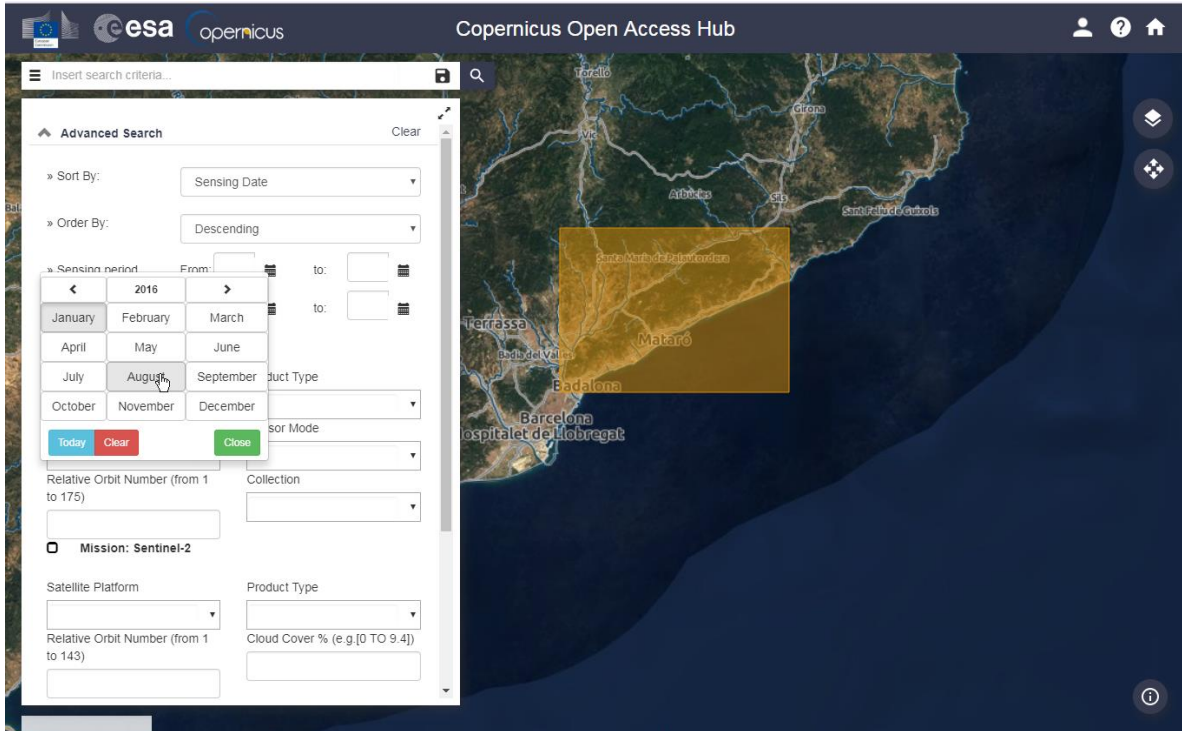 esa opernicus Copernicus Open Access Hub
Insert search criteria...
Advanced Search Clear
» Sort By: Sensing Date
» Order By: Descending
» Sensing period From: to:
to:
< 2016 >
January February March
April May June
July August September
October November December
Today Clear Close
duct Type
sor Mode
Relative Orbit Number (from 1
to 175)
Collection
Mission: Sentinel-2
Satellite Platform Product Type
Relative Orbit Number (from 1
to 143)
Cloud Cover % (e.g.[0 TO 9.4])
Torelló
Girona
Vic
Arbúcies
Sils
Sant Feliu de Guíxols
Santa Maria de Palautordera
Terrassa
Mataró
Badia del Vallès
Badalona
Barcelona
ospitalet de Llobregat